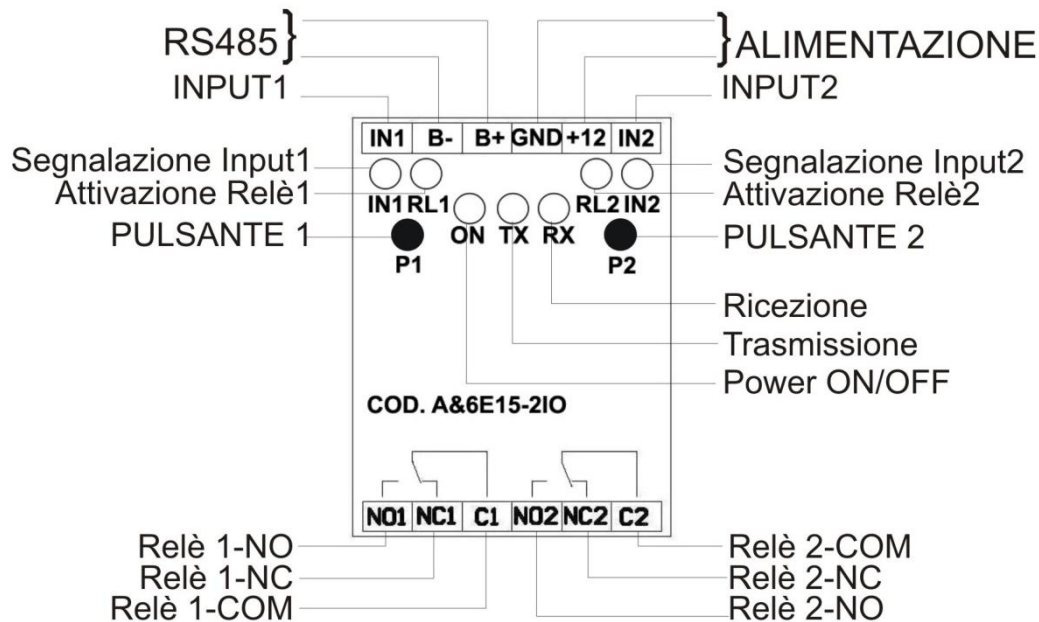 RS485
ALIMENTAZIONE
INPUT1
INPUT2
IN1 B- B+ GND +12 IN2
Segnalazione Input1
Segnalazione Input2
Attivazione Relè1
Attivazione Relè2
IN1 RL1
RL2 IN2
PULSANTE 1
ON TX RX
PULSANTE 2
P1
P2
Ricezione
Trasmissione
Power ON/OFF
COD. A&6E15-2IO
NO1 NC1 C1 NO2 NC2 C2
Relè 1-NO
Relè 2-COM
Relè 1-NC
Relè 2-NC
Relè 1-COM
Relè 2-NO